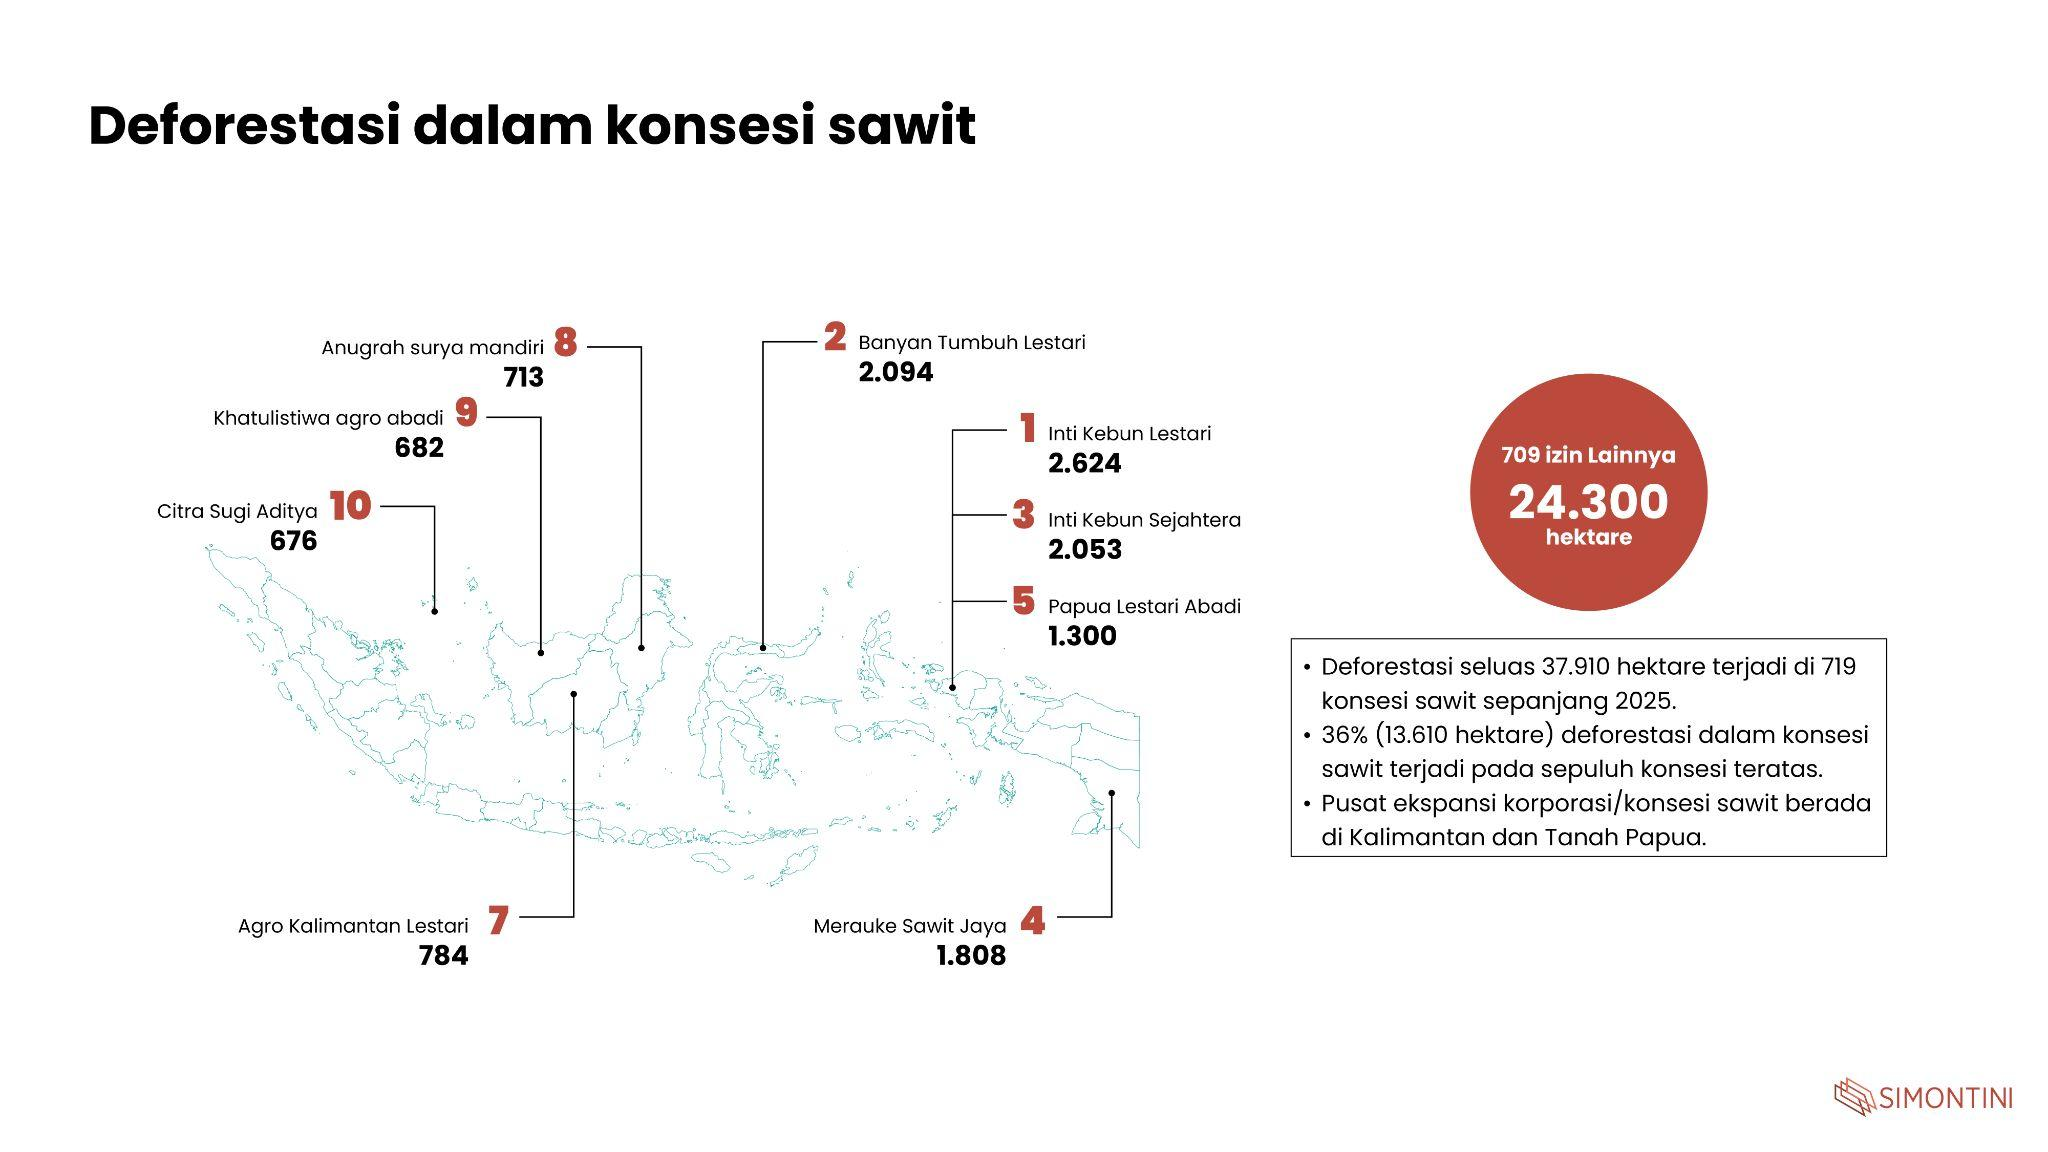 Deforestasi dalam konsesi sawit
Anugrah surya mandiri 8
713
Khatulistiwa agro abadi 9
682
Citra Sugi Aditya 10
676
2 Banyan Tumbuh Lestari
2.094
1 Inti Kebun Lestari
2.624
3 Inti Kebun Sejahtera
2.053
5 Papua Lestari Abadi
1.300
Agro Kalimantan Lestari 7
784
Merauke Sawit Jaya 4
1.808
709 izin Lainnya
24.300
hektare
• Deforestasi seluas 37.910 hektare terjadi di 719
konsesi sawit sepanjang 2025.
• 36% (13.610 hektare) deforestasi dalam konsesi
sawit terjadi pada sepuluh konsesi teratas.
• Pusat ekspansi korporasi/konsesi sawit berada
di Kalimantan dan Tanah Papua.
SIMONTINI